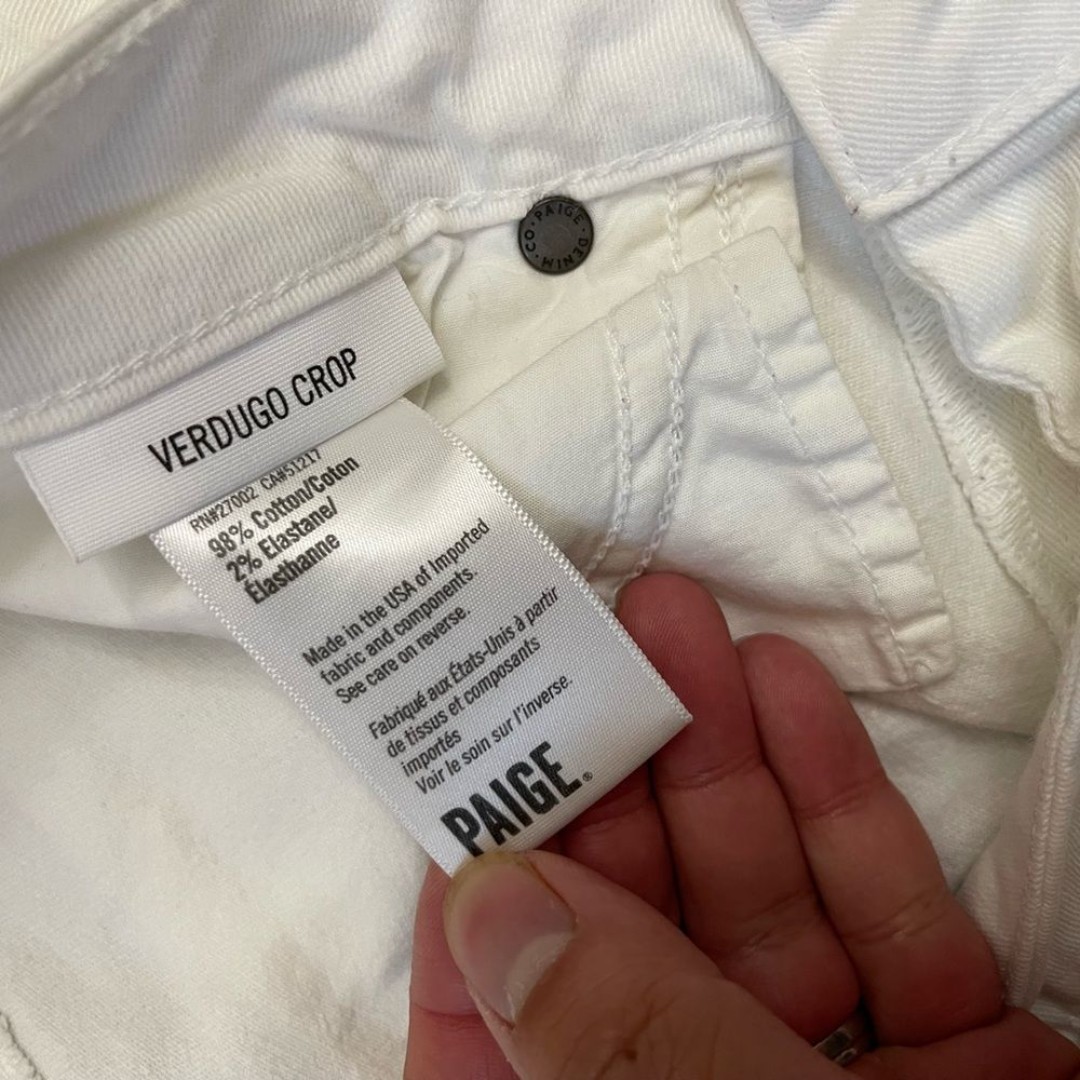 PAIGE · DENIM · CO ·
VERDUGO CROP
RN#27002 CA#51217
98% Cotton/Coton
2% Elastane/
Élasthanne
Made in the USA of Imported
fabric and components.
See care on reverse.
Fabriqué aux États-Unis à partir
de tissus et composants
importés
Voir le soin sur l'inverse.
PAIGE®